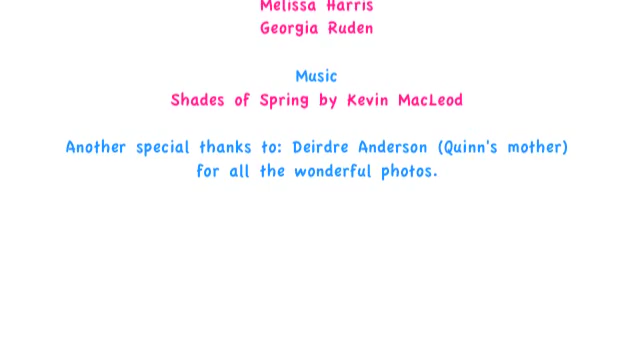 Melissa Harris
Georgia Ruden
Music
Shades of Spring by Kevin MacLeod
Another special thanks to: Deirdre Anderson (Quinn's mother)
for all the wonderful photos.